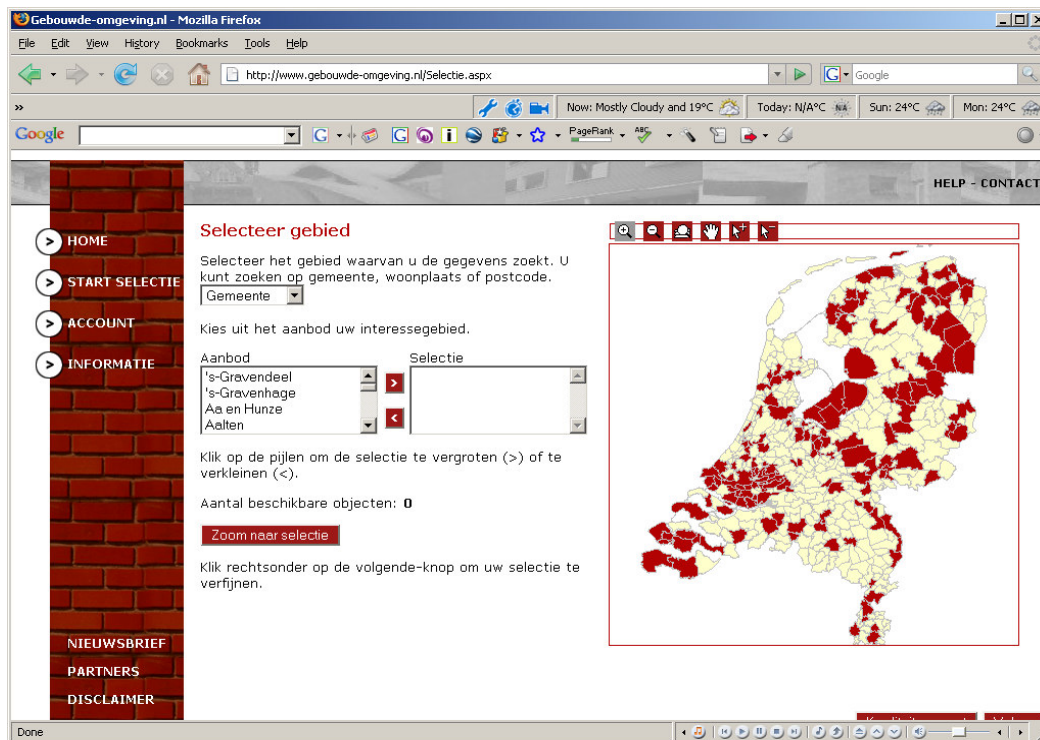 Gebouwde-omgeving.nl - Mozilla Firefox
File Edit View History Bookmarks Tools Help
http://www.gebouwde-omgeving.nl/Selectie.aspx
G Google
» Now: Mostly Cloudy and 19°C Today: N/A°C N/A Sun: 24°C Mon: 24°C
Google G G PageRank ABC
HELP - CONTACT
HOME
START SELECTIE
ACCOUNT
INFORMATIE
NIEUWSBRIEF
PARTNERS
DISCLAIMER
Selecteer gebied
Selecteer het gebied waarvan u de gegevens zoekt. U
kunt zoeken op gemeente, woonplaats of postcode.
Gemeente
Kies uit het aanbod uw interessegebied.
Aanbod Selectie
's-Gravendeel
's-Gravenhage
Aa en Hunze
Aalten
>
<
Klik op de pijlen om de selectie te vergroten (>) of te
verkleinen (<).
Aantal beschikbare objecten: 0
Zoom naar selectie
Klik rechtsonder op de volgende-knop om uw selectie te
verfijnen.
Done